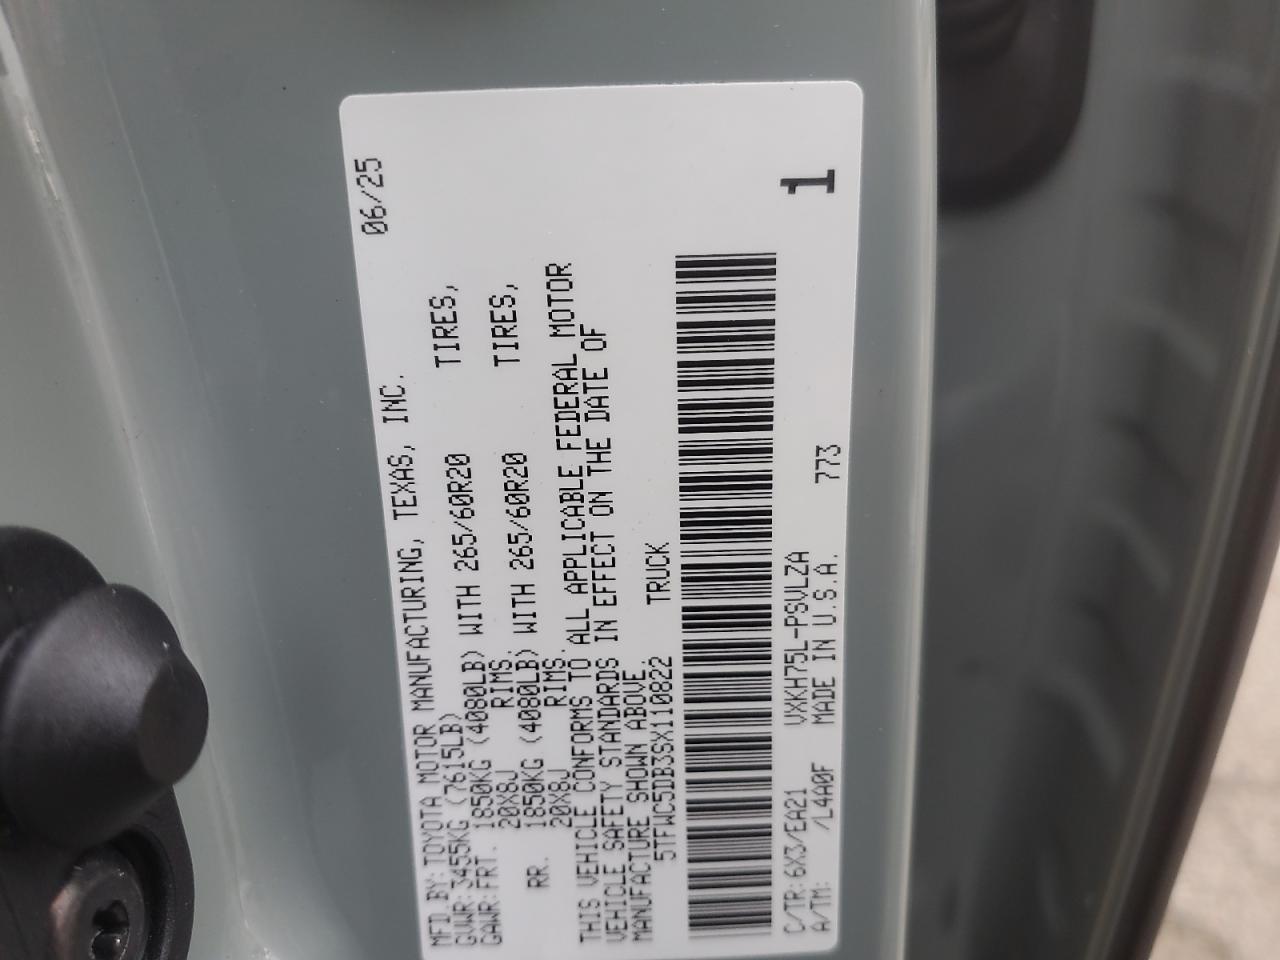 MFD BY: TOYOTA MOTOR MANUFACTURING, TEXAS, INC. 06/25
GVWR: 3455KG (7615LB)
GAWR: FRT. 1850KG (4080LB) WITH 265/60R20 TIRES,
20X8J RIMS.
RR. 1850KG (4080LB) WITH 265/60R20 TIRES,
20X8J RIMS.
THIS VEHICLE CONFORMS TO ALL APPLICABLE FEDERAL MOTOR
VEHICLE SAFETY STANDARDS IN EFFECT ON THE DATE OF
MANUFACTURE SHOWN ABOVE.
5TFWC5DB3SX110822 TRUCK
C/TR: 6X3/EA21 VXKH75L-PSVLZA 1
A/TM: /L4A0F MADE IN U.S.A. 773